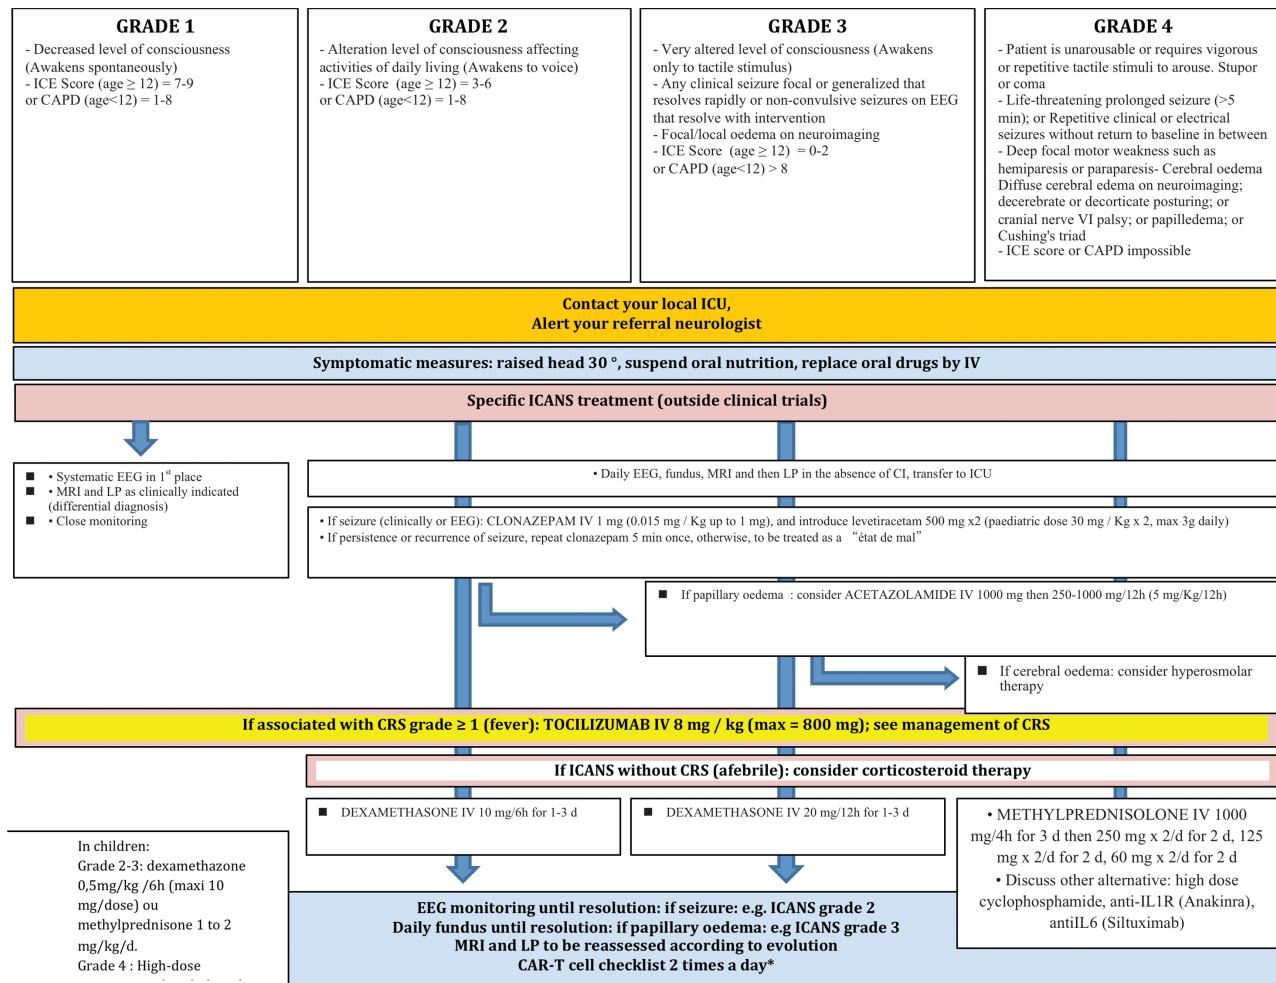 GRADE 1
- Decreased level of consciousness
(Awakens spontaneously)
- ICE Score (age ≥ 12) = 7-9
or CAPD (age<12) = 1-8
GRADE 2
- Alteration level of consciousness affecting
activities of daily living (Awakens to voice)
- ICE Score (age ≥ 12) = 3-6
or CAPD (age<12) = 1-8
GRADE 3
- Very altered level of consciousness (Awakens
only to tactile stimulus)
- Any clinical seizure focal or generalized that
resolves rapidly or non-convulsive seizures on EEG
that resolve with intervention
- Focal/local oedema on neuroimaging
- ICE Score (age ≥ 12) = 0-2
or CAPD (age<12) > 8
GRADE 4
- Patient is unarousable or requires vigorous
or repetitive tactile stimuli to arouse. Stupor
or coma
- Life-threatening prolonged seizure (>5
min); or Repetitive clinical or electrical
seizures without return to baseline in between
- Deep focal motor weakness such as
hemiparesis or paraparesis- Cerebral oedema
Diffuse cerebral edema on neuroimaging;
decerebrate or decorticate posturing; or
cranial nerve VI palsy; or papilledema; or
Cushing's triad
- ICE score or CAPD impossible
Contact your local ICU,
Alert your referral neurologist
Symptomatic measures: raised head 30 °, suspend oral nutrition, replace oral drugs by IV
Specific ICANS treatment (outside clinical trials)
■ • Systematic EEG in 1st place
■ • MRI and LP as clinically indicated
(differential diagnosis)
■ • Close monitoring
• Daily EEG, fundus, MRI and then LP in the absence of CI, transfer to ICU
• If seizure (clinically or EEG): CLONAZEPAM IV 1 mg (0.015 mg / Kg up to 1 mg), and introduce levetiracetam 500 mg x2 (paediatric dose 30 mg / Kg x 2, max 3g daily)
• If persistence or recurrence of seizure, repeat clonazepam 5 min once, otherwise, to be treated as a “état de mal”
■ If papillary oedema : consider ACETAZOLAMIDE IV 1000 mg then 250-1000 mg/12h (5 mg/Kg/12h)
■ If cerebral oedema: consider hyperosmolar
therapy
If associated with CRS grade ≥ 1 (fever): TOCILIZUMAB IV 8 mg / kg (max = 800 mg); see management of CRS
If ICANS without CRS (afebrile): consider corticosteroid therapy
■ DEXAMETHASONE IV 10 mg/6h for 1-3 d
■ DEXAMETHASONE IV 20 mg/12h for 1-3 d
• METHYLPREDNISOLONE IV 1000
mg/4h for 3 d then 250 mg x 2/d for 2 d, 125
mg x 2/d for 2 d, 60 mg x 2/d for 2 d
• Discuss other alternative: high dose
cyclophosphamide, anti-IL1R (Anakinra),
antiIL6 (Siltuximab)
In children:
Grade 2-3: dexamethazone
0,5mg/kg /6h (maxi 10
mg/dose) ou
methylprednisone 1 to 2
mg/kg/d.
Grade 4 : High-dose
EEG monitoring until resolution: if seizure: e.g. ICANS grade 2
Daily fundus until resolution: if papillary oedema: e.g ICANS grade 3
MRI and LP to be reassessed according to evolution
CAR-T cell checklist 2 times a day*